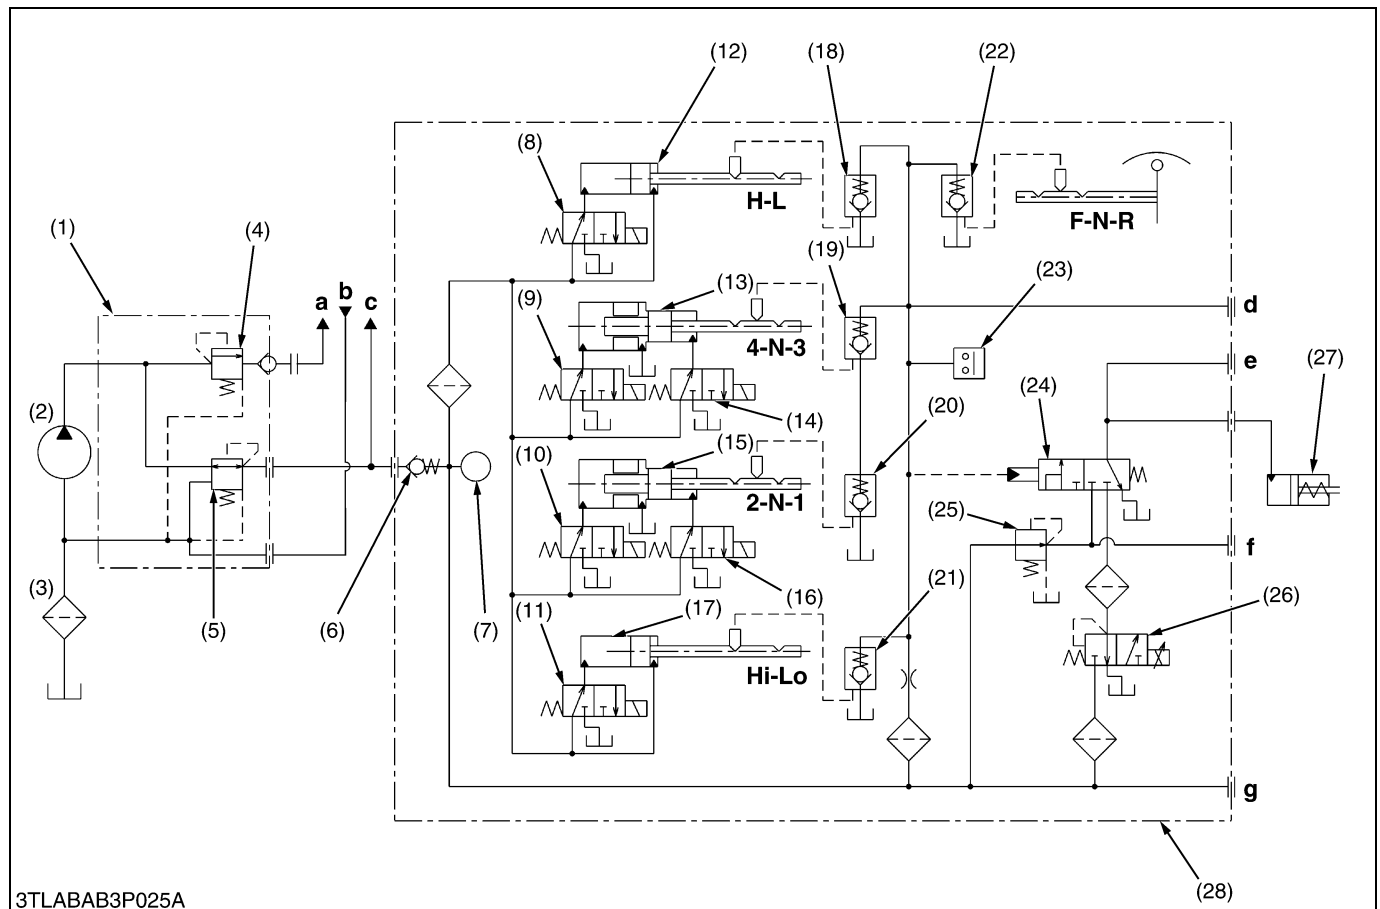 (12) (18) (22)
(8)
H-L
F-N-R
(1) (4)
(19)
(23)
a b c
(9) (13)
d
4-N-3
e
(27)
(24)
(2)
(14)
(20)
(10) (15)
2-N-1
(25)
f
(3)
(11) (16)
(21)
(26)
(5) (6) (7)
(17)
Hi-Lo
g
(28)
3TLABAB3P025A